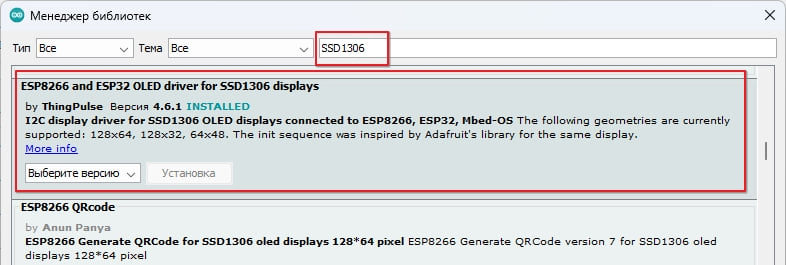 Менеджер библиотек
Тип Все Тема Все SSD1306
ESP8266 and ESP32 OLED driver for SSD1306 displays
by ThingPulse Версия 4.6.1 INSTALLED
I2C display driver for SSD1306 OLED displays connected to ESP8266, ESP32, Mbed-OS The following geometries are currently
supported: 128x64, 128x32, 64x48. The init sequence was inspired by Adafruit's library for the same display.
More info
Выберите версию Установка
ESP8266 QRcode
by Anun Panya
ESP8266 Generate QRCode for SSD1306 oled displays 128*64 pixel ESP8266 Generate QRCode version 7 for SSD1306 oled
displays 128*64 pixel